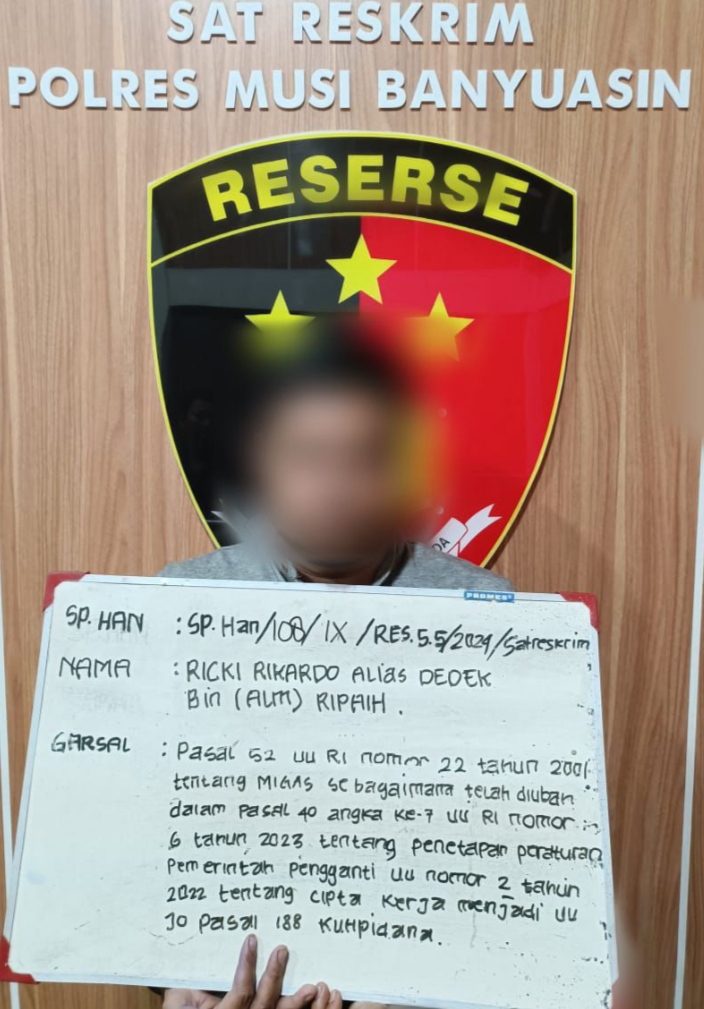 SAT RESKRIM
POLRES MUSI BANYUASIN
RESERSE
DA
PROMES
SP. HAN : SP. Han/108/IX/RES.5.5/2024/Satreskrim
NAMA : RICKI RIKARDO Alias DEDEK
Bin (ALM) RIPAIH.
GARSAL : Pasal 52 UU RI nomor 22 tahun 2001
tentang MIGAS sebagaimana telah diubah
dalam pasal 40 angka ke-7 UU RI nomor
6 tahun 2023 tentang penetapan peraturan
Pemerintah pengganti UU nomor 2 tahun
2022 tentang cipta kerja menjadi UU
JO Pasal 188 KUHPidana.